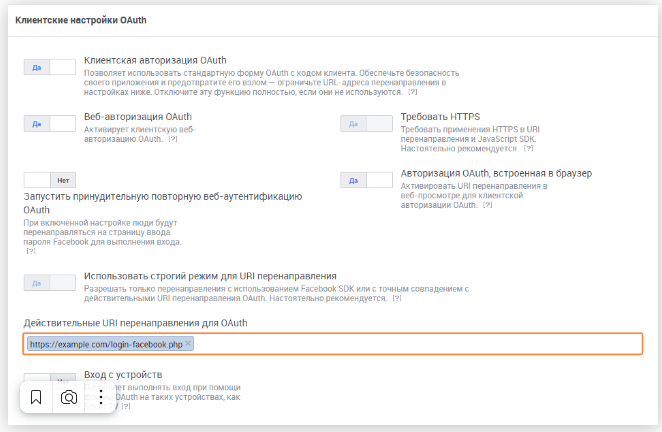 Клиентские настройки OAuth
Да
Клиентская авторизация OAuth
Позволяет использовать стандартную форму OAuth с кодом клиента. Обеспечьте безопасность
своего приложения и предотвратите его взлом — ограничьте URL-адреса перенаправления в
настройках ниже. Отключите эту функцию полностью, если они не используются. [?]
Да
Веб-авторизация OAuth
Активирует клиентскую веб-
авторизацию OAuth. [?]
Да
Требовать HTTPS
Требовать применения HTTPS в URI
перенаправления и JavaScript SDK.
Настоятельно рекомендуется. [?]
Нет
Запустить принудительную повторную веб-аутентификацию
OAuth
При включенной настройке люди будут
перенаправляться на страницу ввода
пароля Facebook для выполнения входа.
[?]
Да
Авторизация OAuth, встроенная в браузер
Активировать URI перенаправления в
веб-просмотре для клиентской
авторизации OAuth. [?]
Да
Использовать строгий режим для URI перенаправления
Разрешать только перенаправления с использованием Facebook SDK или с точным совпадением с
действительными URI перенаправления OAuth. Настоятельно рекомендуется. [?]
Действительные URI перенаправления для OAuth
https://example.com/login-facebook.php ×
Вход с устройств
выполнять вход при помощи
OAuth на таких устройствах, как
[?]